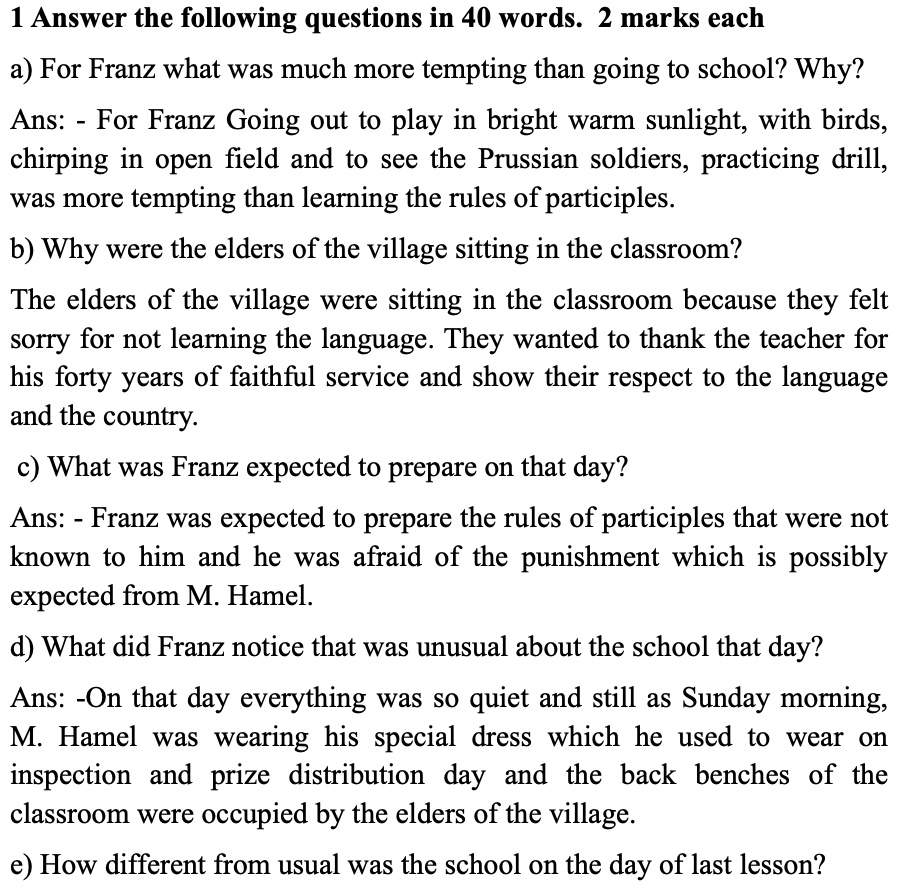 1 Answer the following questions in 40 words.  2 marks each
a) For Franz what was much more tempting than going to school? Why?
Ans: - For Franz Going out to play in bright warm sunlight, with birds,
chirping in open field and to see the Prussian soldiers, practicing drill,
was more tempting than learning the rules of participles.
b) Why were the elders of the village sitting in the classroom?
The elders of the village were sitting in the classroom because they felt
sorry for not learning the language. They wanted to thank the teacher for
his forty years of faithful service and show their respect to the language
and the country.
c) What was Franz expected to prepare on that day?
Ans: - Franz was expected to prepare the rules of participles that were not
known to him and he was afraid of the punishment which is possibly
expected from M. Hamel.
d) What did Franz notice that was unusual about the school that day?
Ans: -On that day everything was so quiet and still as Sunday morning,
M. Hamel was wearing his special dress which he used to wear on
inspection and prize distribution day and the back benches of the
classroom were occupied by the elders of the village.
e) How different from usual was the school on the day of last lesson?